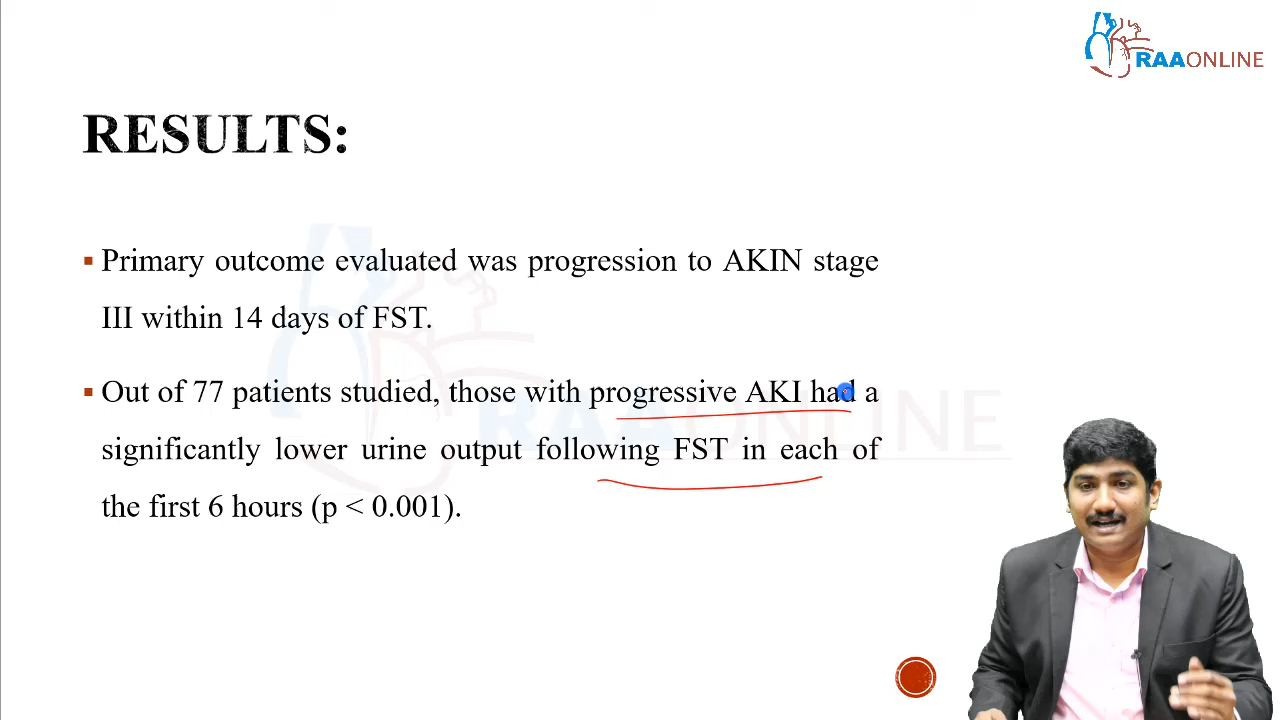 RAAONLINE
RESULTS:
▪ Primary outcome evaluated was progression to AKIN stage
III within 14 days of FST.
▪ Out of 77 patients studied, those with progressive AKI had a
significantly lower urine output following FST in each of
the first 6 hours (p < 0.001).
RAAONLINE